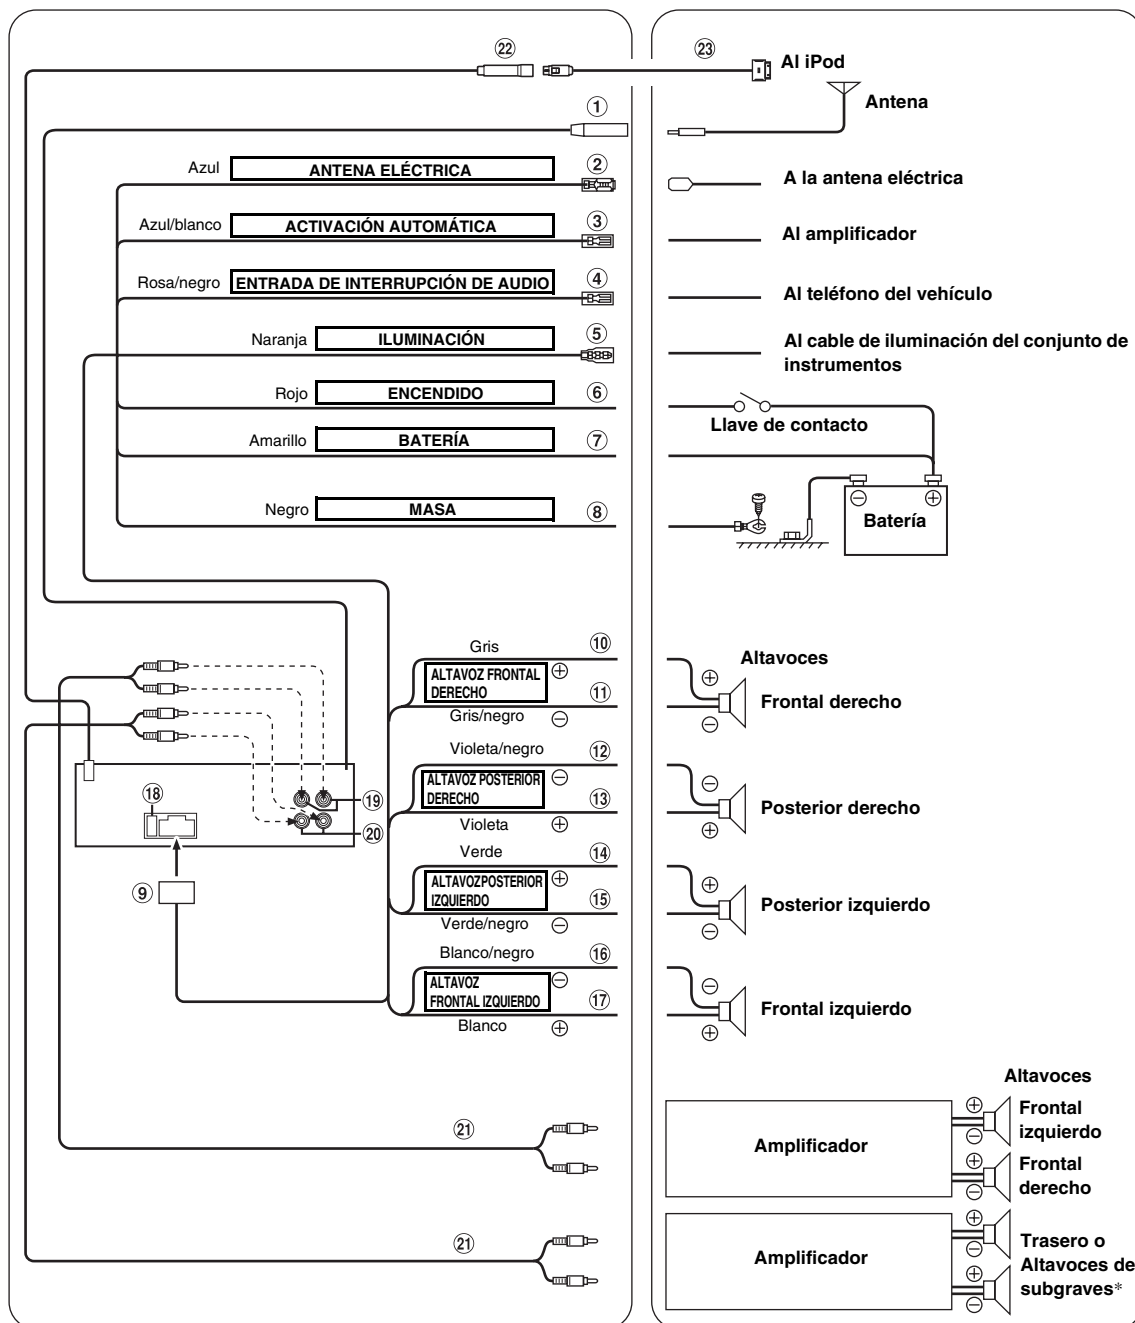 22 23 Al iPod
1 Antena
Azul ANTENA ELÉCTRICA 2 A la antena eléctrica
Azul/blanco ACTIVACIÓN AUTOMÁTICA 3 Al amplificador
Rosa/negro ENTRADA DE INTERRUPCIÓN DE AUDIO 4 Al teléfono del vehículo
Naranja ILUMINACIÓN 5 Al cable de iluminación del conjunto de
instrumentos
Rojo ENCENDIDO 6 Llave de contacto
Amarillo BATERÍA 7
Negro MASA 8 ⊖ ⊕
Batería
Gris 10 Altavoces
ALTAVOZ FRONTAL ⊕ ⊕
DERECHO 11 Frontal derecho
Gris/negro ⊖ ⊖
Violeta/negro 12
ALTAVOZ POSTERIOR ⊖ ⊖
DERECHO 13 Posterior derecho
Violeta ⊕ ⊕
18 19
20
9
Verde 14
ALTAVOZPOSTERIOR ⊕ ⊕
IZQUIERDO 15 Posterior izquierdo
Verde/negro ⊖ ⊖
Blanco/negro 16
ALTAVOZ ⊖ ⊖
FRONTAL IZQUIERDO 17 Frontal izquierdo
Blanco ⊕ ⊕
Altavoces
21 Amplificador ⊕ ⊖ Frontal
izquierdo
⊕ ⊖ Frontal
derecho
21 Amplificador ⊕ ⊖ ⊕ ⊖ Trasero o
Altavoces de
subgraves*